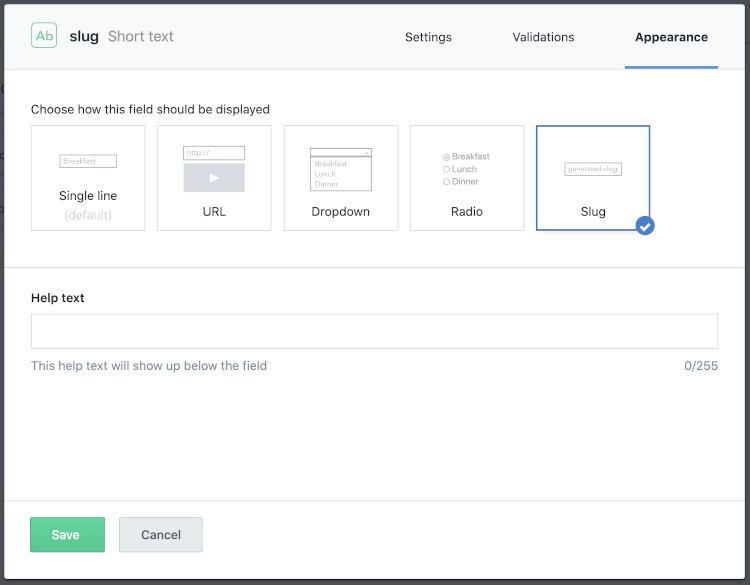 Ab slug Short text Settings Validations Appearance
Choose how this field should be displayed
Breakfast
Single line
(default)
http://
URL
Breakfast
Lunch
Dinner
Dropdown
Breakfast
Lunch
Dinner
Radio
generated-slug
Slug
Help text
This help text will show up below the field 0/255
Save Cancel